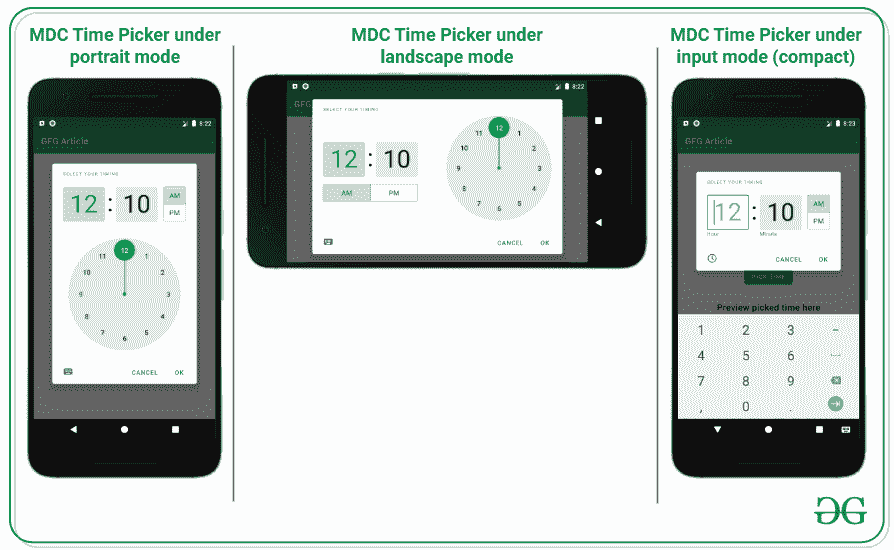 MDC Time Picker under
portrait mode
8:22
GFG Article
SELECT YOUR TIMING
12 : 10
AM
PM
12
11 1
10 2
9 3
8 4
7 5
6
CANCEL OK
MDC Time Picker under
landscape mode
8:22
GFG
SELECT YOUR TIMING
12 : 10
AM PM
12
11 1
10 2
9 3
8 4
7 5
6
CANCEL OK
MDC Time Picker under
input mode (compact)
8:23
GFG Article
SELECT YOUR TIMING
12 : 10
AM
PM
Hour Minute
CANCEL OK
PICK TIME
Preview picked time here
1 2 3 -
4 5 6
7 8 9
, 0 .